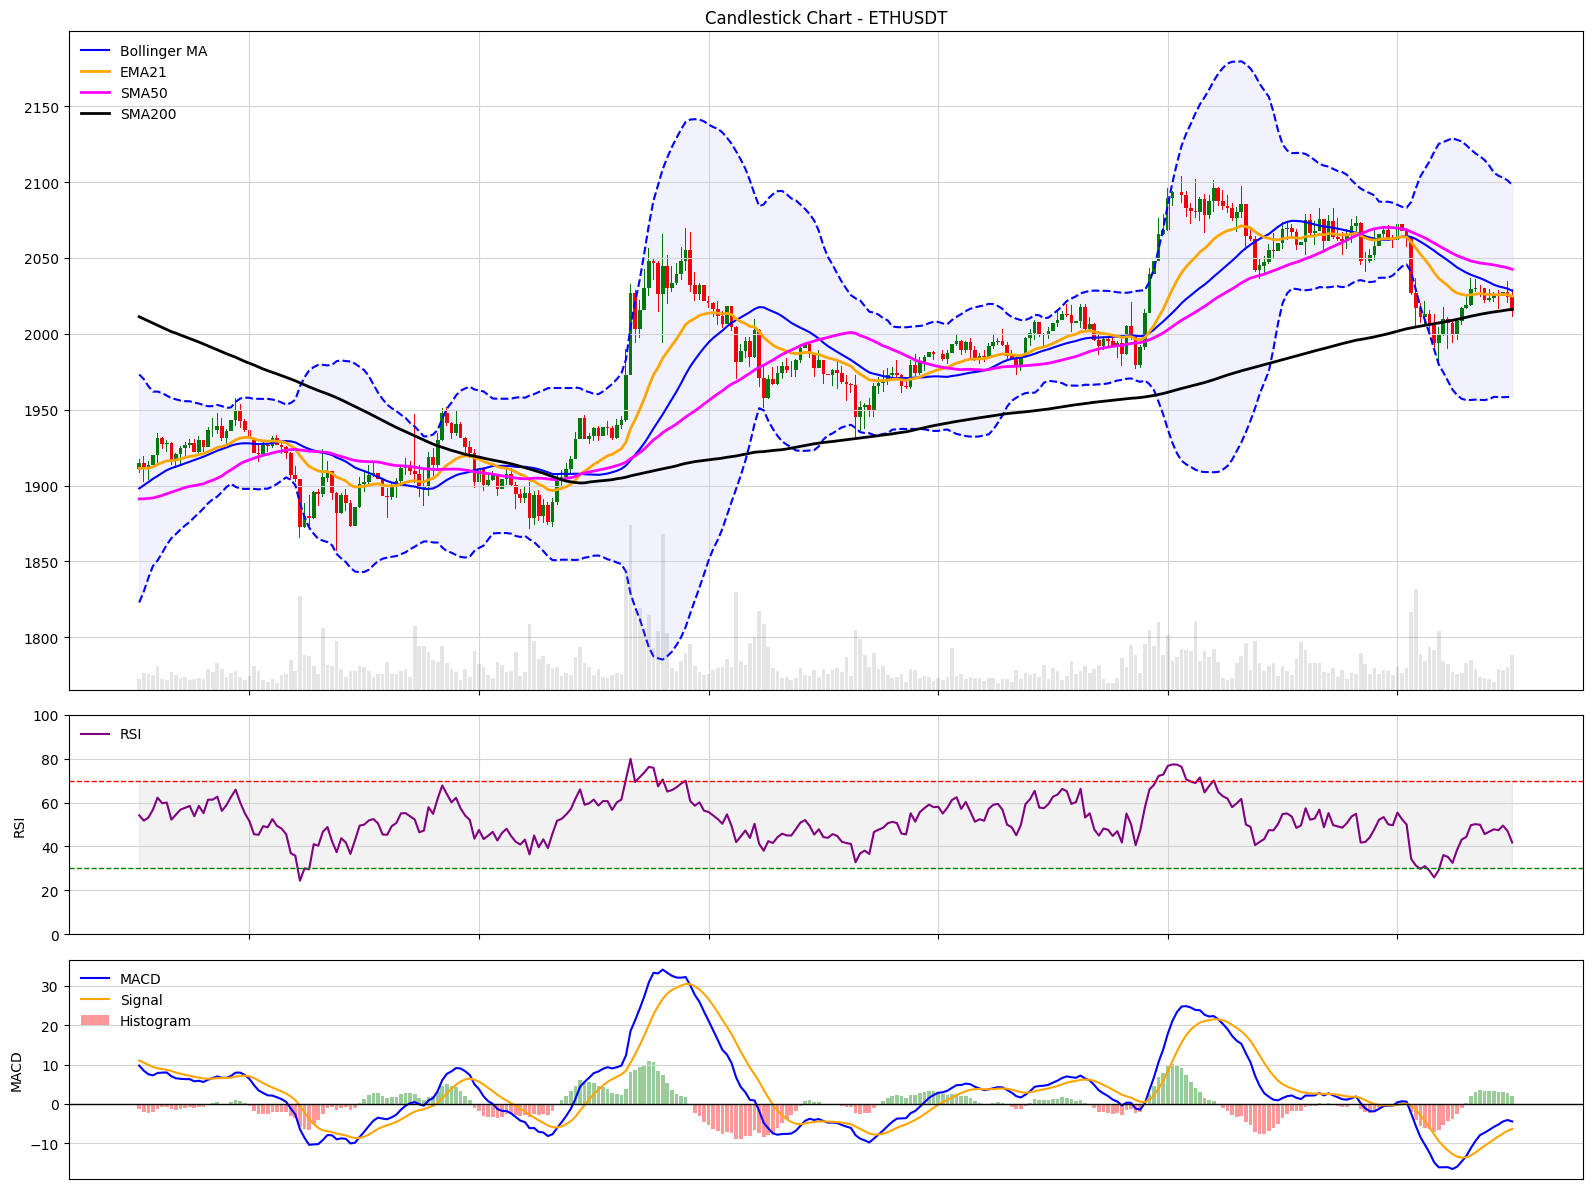 Candlestick Chart - ETHUSDT
Bollinger MA
EMA21
SMA50
SMA200
2150
2100
2050
2000
1950
1900
1850
1800
RSI
100
80
60
40
20
0
RSI
MACD
Signal
Histogram
30
20
10
0
−10
MACD